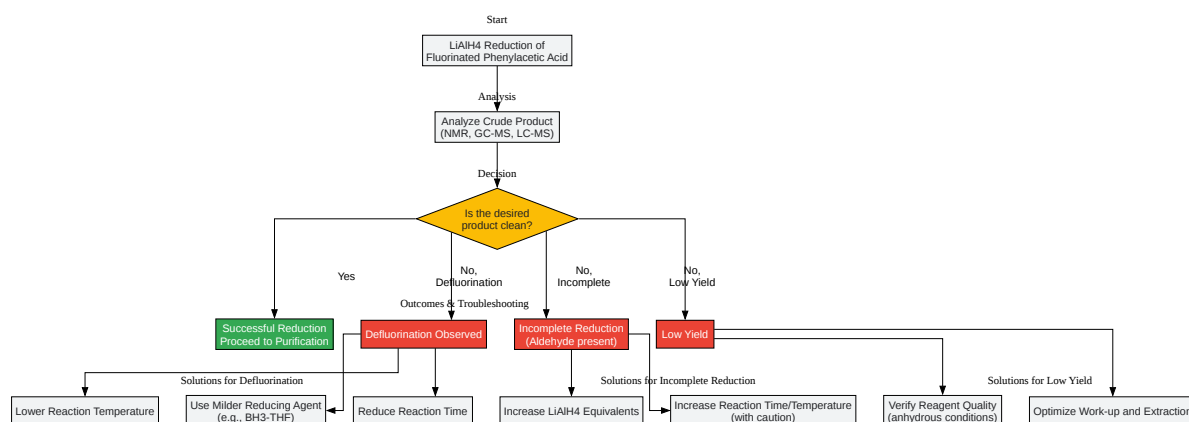 Start
LiAlH4 Reduction of
Fluorinated Phenylacetic Acid
Analysis
Analyze Crude Product
(NMR, GC-MS, LC-MS)
Decision
Is the desired
product clean?
Yes
No,
Defluorination
No,
Incomplete
No,
Low Yield
Outcomes & Troubleshooting
Successful Reduction
Proceed to Purification
Defluorination Observed
Incomplete Reduction
(Aldehyde present)
Low Yield
Solutions for Defluorination
Solutions for Incomplete Reduction
Solutions for Low Yield
Lower Reaction Temperature
Use Milder Reducing Agent
(e.g., BH3-THF)
Reduce Reaction Time
Increase LiAlH4 Equivalents
Increase Reaction Time/Temperature
(with caution)
Verify Reagent Quality
(anhydrous conditions)
Optimize Work-up and Extraction